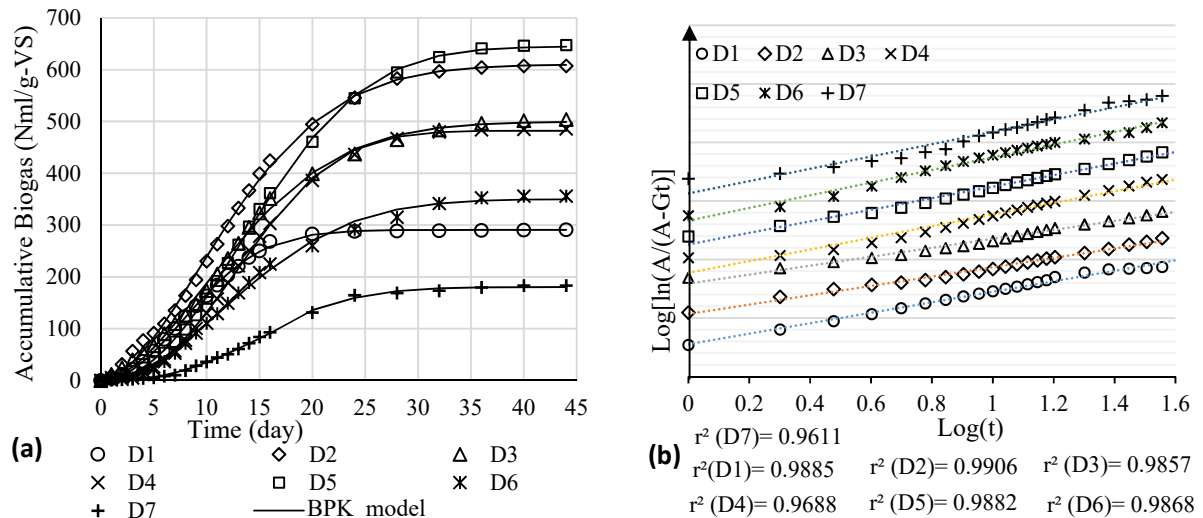 Accumulative Biogas (Nml/g-VS)
700
600
500
400
300
200
100
0
0 5 10 15 20 25 30 35 40 45
Time (day)
(a)
D1 D2 D3
D4 D5 D6
D7 BPK model
Log[ln(A/(A-Gt)]
D1 D2 D3 D4
D5 D6 D7
0 0.2 0.4 0.6 0.8 1 1.2 1.4 1.6
Log(t)
(b)
r² (D7)= 0.9611
r²(D1)= 0.9885 r² (D2)= 0.9906 r² (D3)= 0.9857
r² (D4)= 0.9688 r² (D5)= 0.9882 r² (D6)= 0.9868